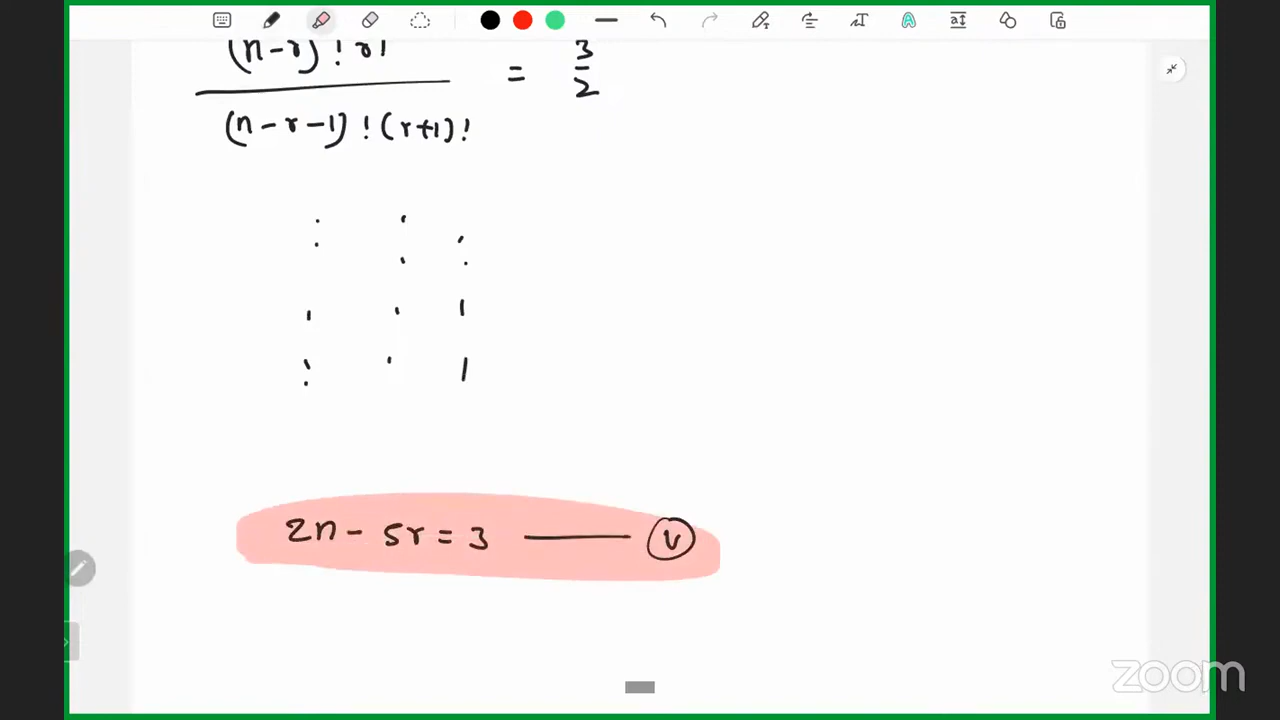 (n-r)!r!
/(n-r-1)!(r+1)! = 3/2
2n - 5r = 3 —— (v)
zoom